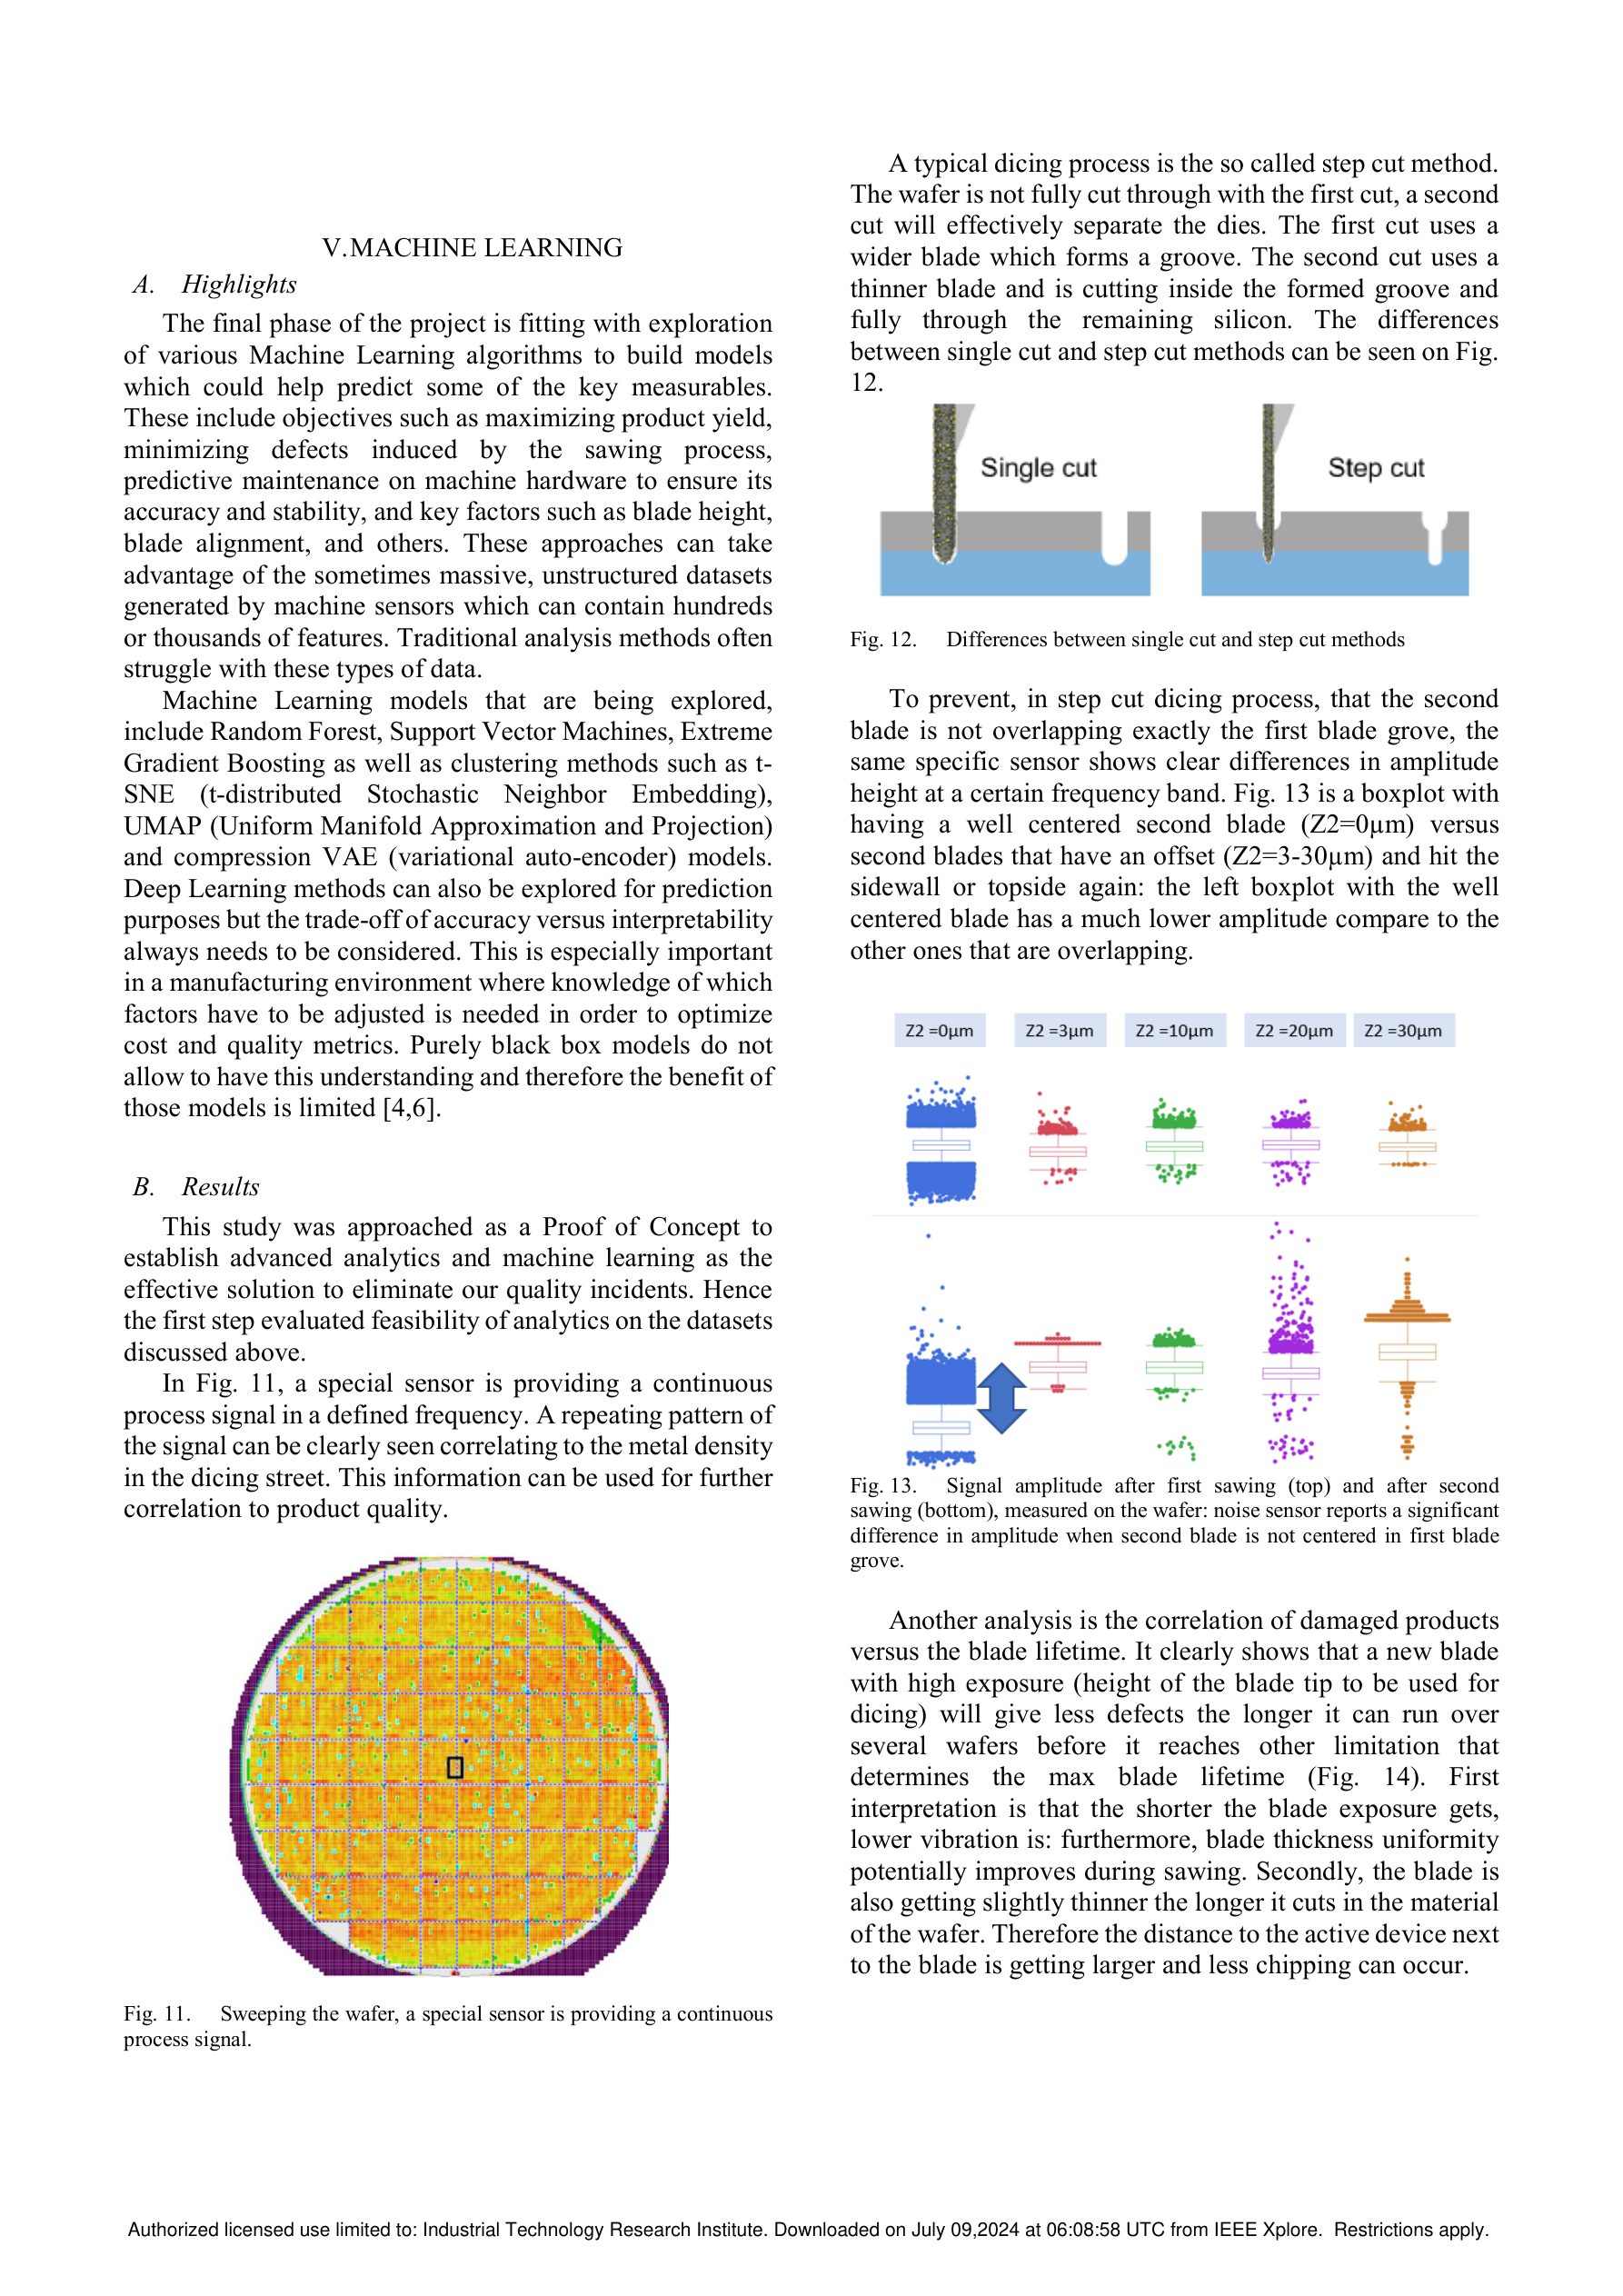 V.MACHINE LEARNING
A. Highlights
The final phase of the project is fitting with exploration
of various Machine Learning algorithms to build models
which could help predict some of the key measurables.
These include objectives such as maximizing product yield,
minimizing defects induced by the sawing process,
predictive maintenance on machine hardware to ensure its
accuracy and stability, and key factors such as blade height,
blade alignment, and others. These approaches can take
advantage of the sometimes massive, unstructured datasets
generated by machine sensors which can contain hundreds
or thousands of features. Traditional analysis methods often
struggle with these types of data.
Machine Learning models that are being explored,
include Random Forest, Support Vector Machines, Extreme
Gradient Boosting as well as clustering methods such as t-
SNE (t-distributed Stochastic Neighbor Embedding),
UMAP (Uniform Manifold Approximation and Projection)
and compression VAE (variational auto-encoder) models.
Deep Learning methods can also be explored for prediction
purposes but the trade-off of accuracy versus interpretability
always needs to be considered. This is especially important
in a manufacturing environment where knowledge of which
factors have to be adjusted is needed in order to optimize
cost and quality metrics. Purely black box models do not
allow to have this understanding and therefore the benefit of
those models is limited [4,6].
B. Results
This study was approached as a Proof of Concept to
establish advanced analytics and machine learning as the
effective solution to eliminate our quality incidents. Hence
the first step evaluated feasibility of analytics on the datasets
discussed above.
In Fig. 11, a special sensor is providing a continuous
process signal in a defined frequency. A repeating pattern of
the signal can be clearly seen correlating to the metal density
in the dicing street. This information can be used for further
correlation to product quality.
Fig. 11. Sweeping the wafer, a special sensor is providing a continuous
process signal.
A typical dicing process is the so called step cut method.
The wafer is not fully cut through with the first cut, a second
cut will effectively separate the dies. The first cut uses a
wider blade which forms a groove. The second cut uses a
thinner blade and is cutting inside the formed groove and
fully through the remaining silicon. The differences
between single cut and step cut methods can be seen on Fig.
12.
Single cut
Step cut
Fig. 12. Differences between single cut and step cut methods
To prevent, in step cut dicing process, that the second
blade is not overlapping exactly the first blade grove, the
same specific sensor shows clear differences in amplitude
height at a certain frequency band. Fig. 13 is a boxplot with
having a well centered second blade (Z2=0µm) versus
second blades that have an offset (Z2=3-30µm) and hit the
sidewall or topside again: the left boxplot with the well
centered blade has a much lower amplitude compare to the
other ones that are overlapping.
Z2 =0µm
Z2 =3µm
Z2 =10µm
Z2 =20µm
Z2 =30µm
Fig. 13. Signal amplitude after first sawing (top) and after second
sawing (bottom), measured on the wafer: noise sensor reports a significant
difference in amplitude when second blade is not centered in first blade
grove.
Another analysis is the correlation of damaged products
versus the blade lifetime. It clearly shows that a new blade
with high exposure (height of the blade tip to be used for
dicing) will give less defects the longer it can run over
several wafers before it reaches other limitation that
determines the max blade lifetime (Fig. 14). First
interpretation is that the shorter the blade exposure gets,
lower vibration is: furthermore, blade thickness uniformity
potentially improves during sawing. Secondly, the blade is
also getting slightly thinner the longer it cuts in the material
of the wafer. Therefore the distance to the active device next
to the blade is getting larger and less chipping can occur.
Authorized licensed use limited to: Industrial Technology Research Institute. Downloaded on July 09,2024 at 06:08:58 UTC from IEEE Xplore. Restrictions apply.